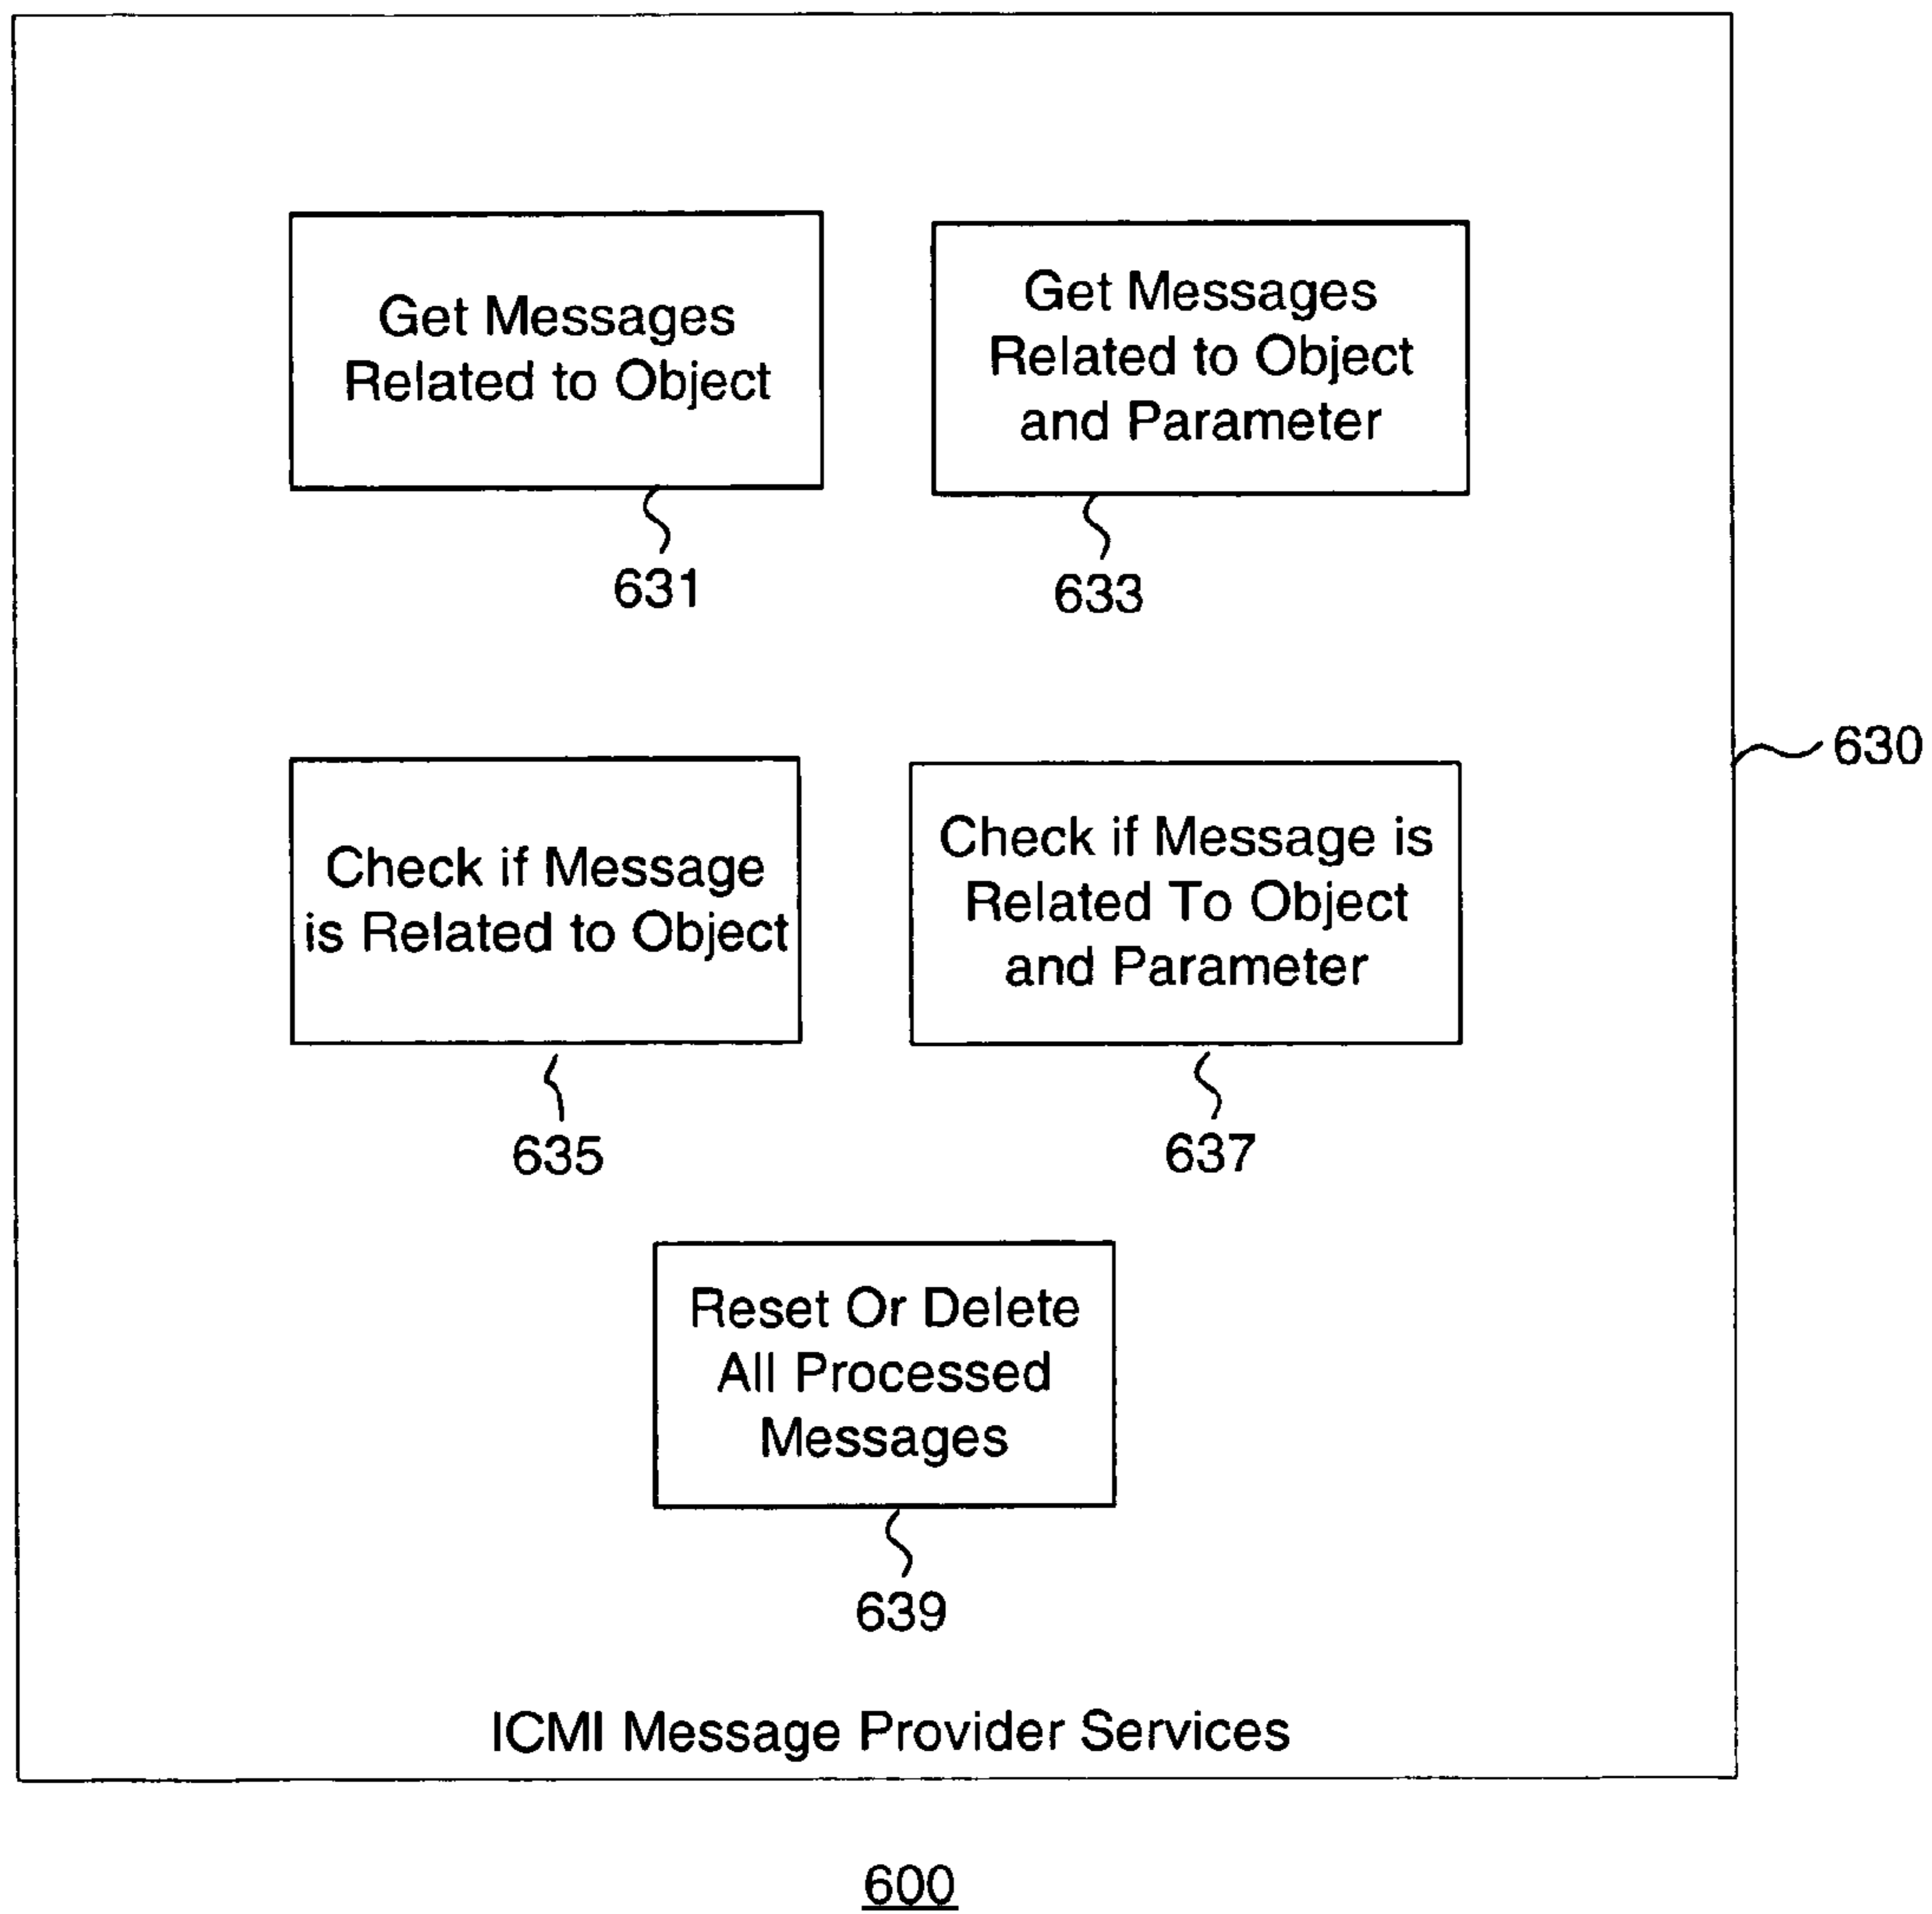 Get Messages
Related to Object
631
Get Messages
Related to Object
and Parameter
633
630
Check if Message
is Related to Object
635
Check if Message is
Related To Object
and Parameter
637
Reset Or Delete
All Processed
Messages
639
ICMI Message Provider Services
600